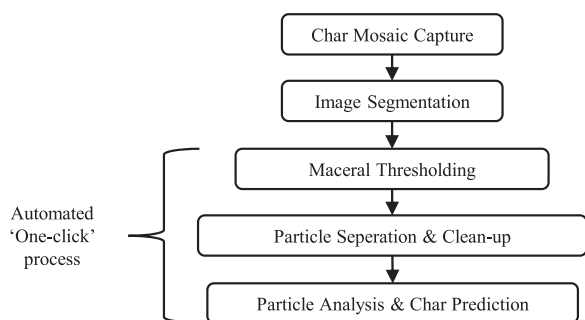 Char Mosaic Capture
Image Segmentation
Maceral Thresholding
Automated
‘One-click’
process
Particle Seperation & Clean-up
Particle Analysis & Char Prediction